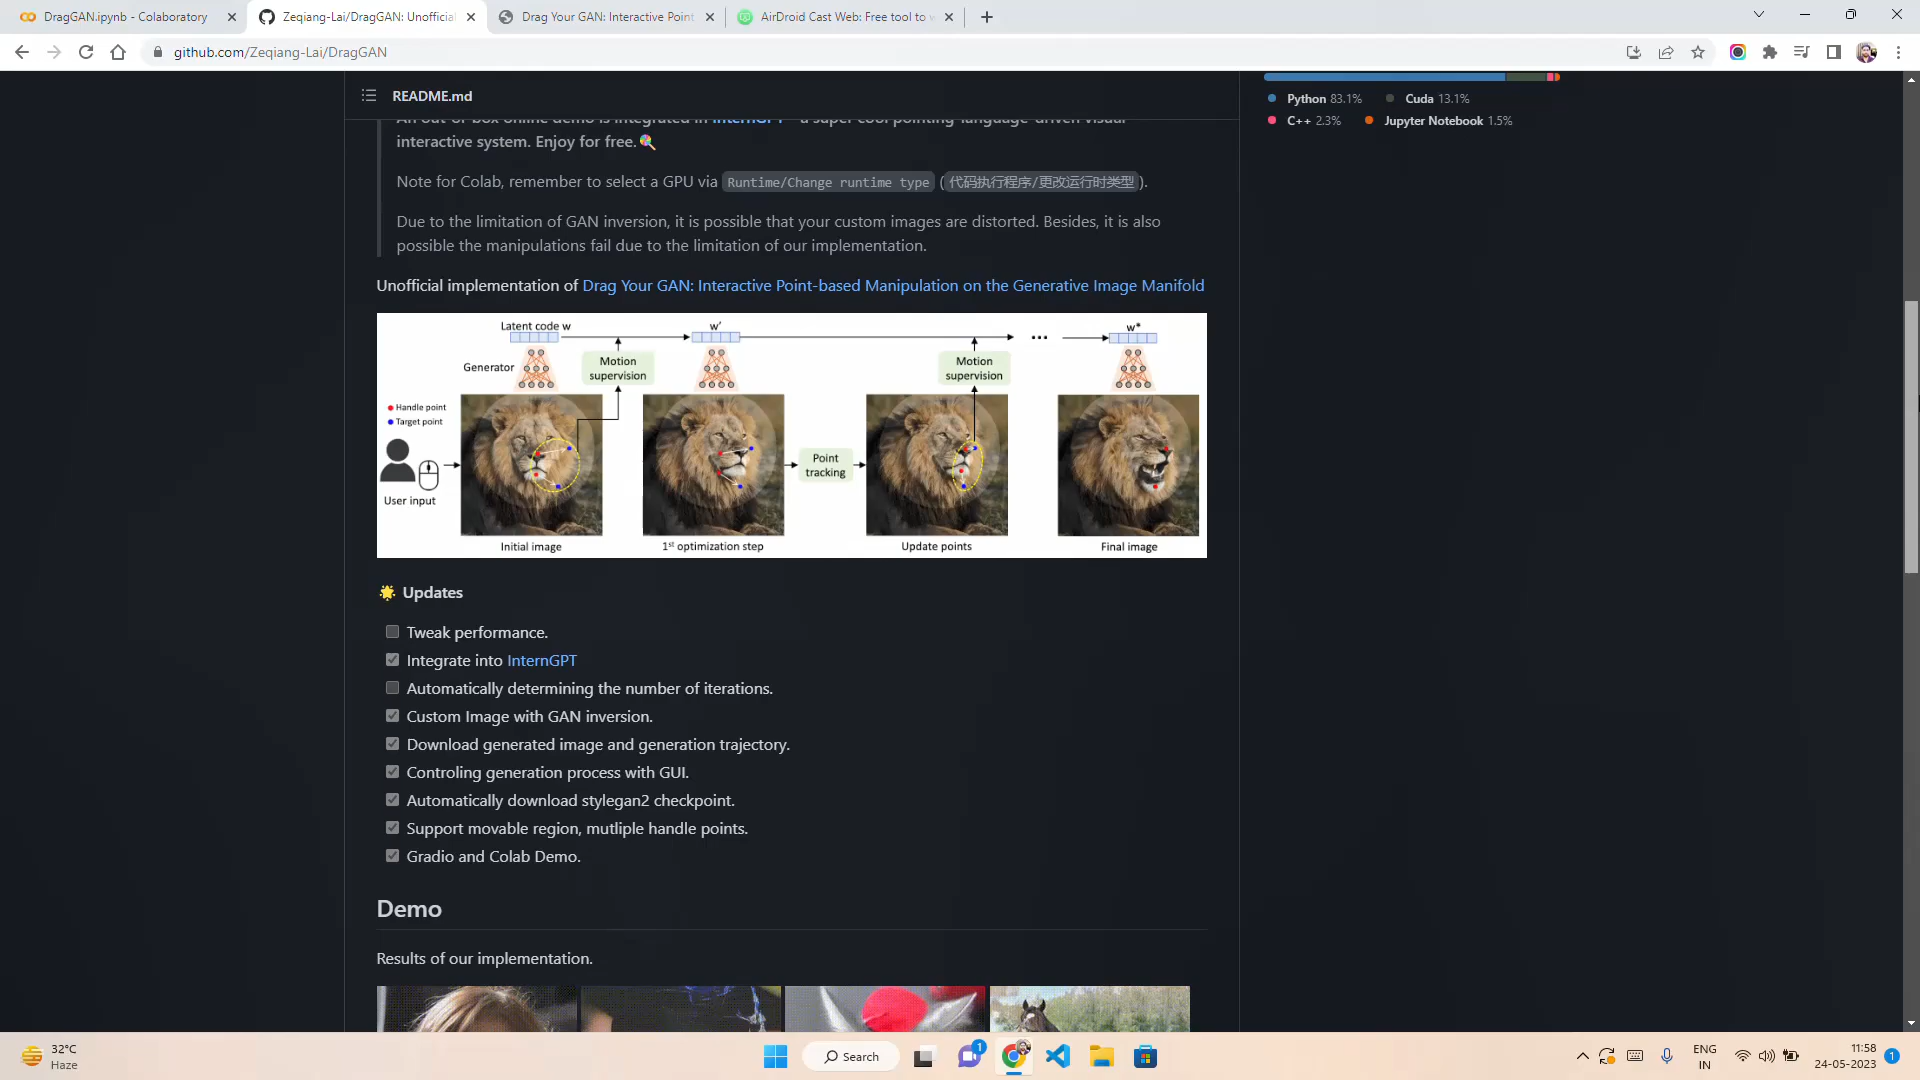 DragGAN.ipynb - Colaboratory
Zeqiang-Lai/DragGAN: Unofficial
Drag Your GAN: Interactive Point
AirDroid Cast Web: Free tool to
github.com/Zeqiang-Lai/DragGAN
README.md
Python 83.1% Cuda 13.1%
C++ 2.3% Jupyter Notebook 1.5%
interactive system. Enjoy for free.
Note for Colab, remember to select a GPU via Runtime/Change runtime type (代码执行程序/更改运行时类型).
Due to the limitation of GAN inversion, it is possible that your custom images are distorted. Besides, it is also
possible the manipulations fail due to the limitation of our implementation.
Unofficial implementation of Drag Your GAN: Interactive Point-based Manipulation on the Generative Image Manifold
Latent code w w' ... w*
Generator
Motion
supervision
Motion
supervision
Handle point
Target point
Point
tracking
User input
Initial image 1st optimization step Update points Final image
Updates
Tweak performance.
Integrate into InternGPT
Automatically determining the number of iterations.
Custom Image with GAN inversion.
Download generated image and generation trajectory.
Controling generation process with GUI.
Automatically download stylegan2 checkpoint.
Support movable region, mutliple handle points.
Gradio and Colab Demo.
Demo
Results of our implementation.
32°C
Haze
Search
1
ENG
IN
11:58
24-05-2023
1